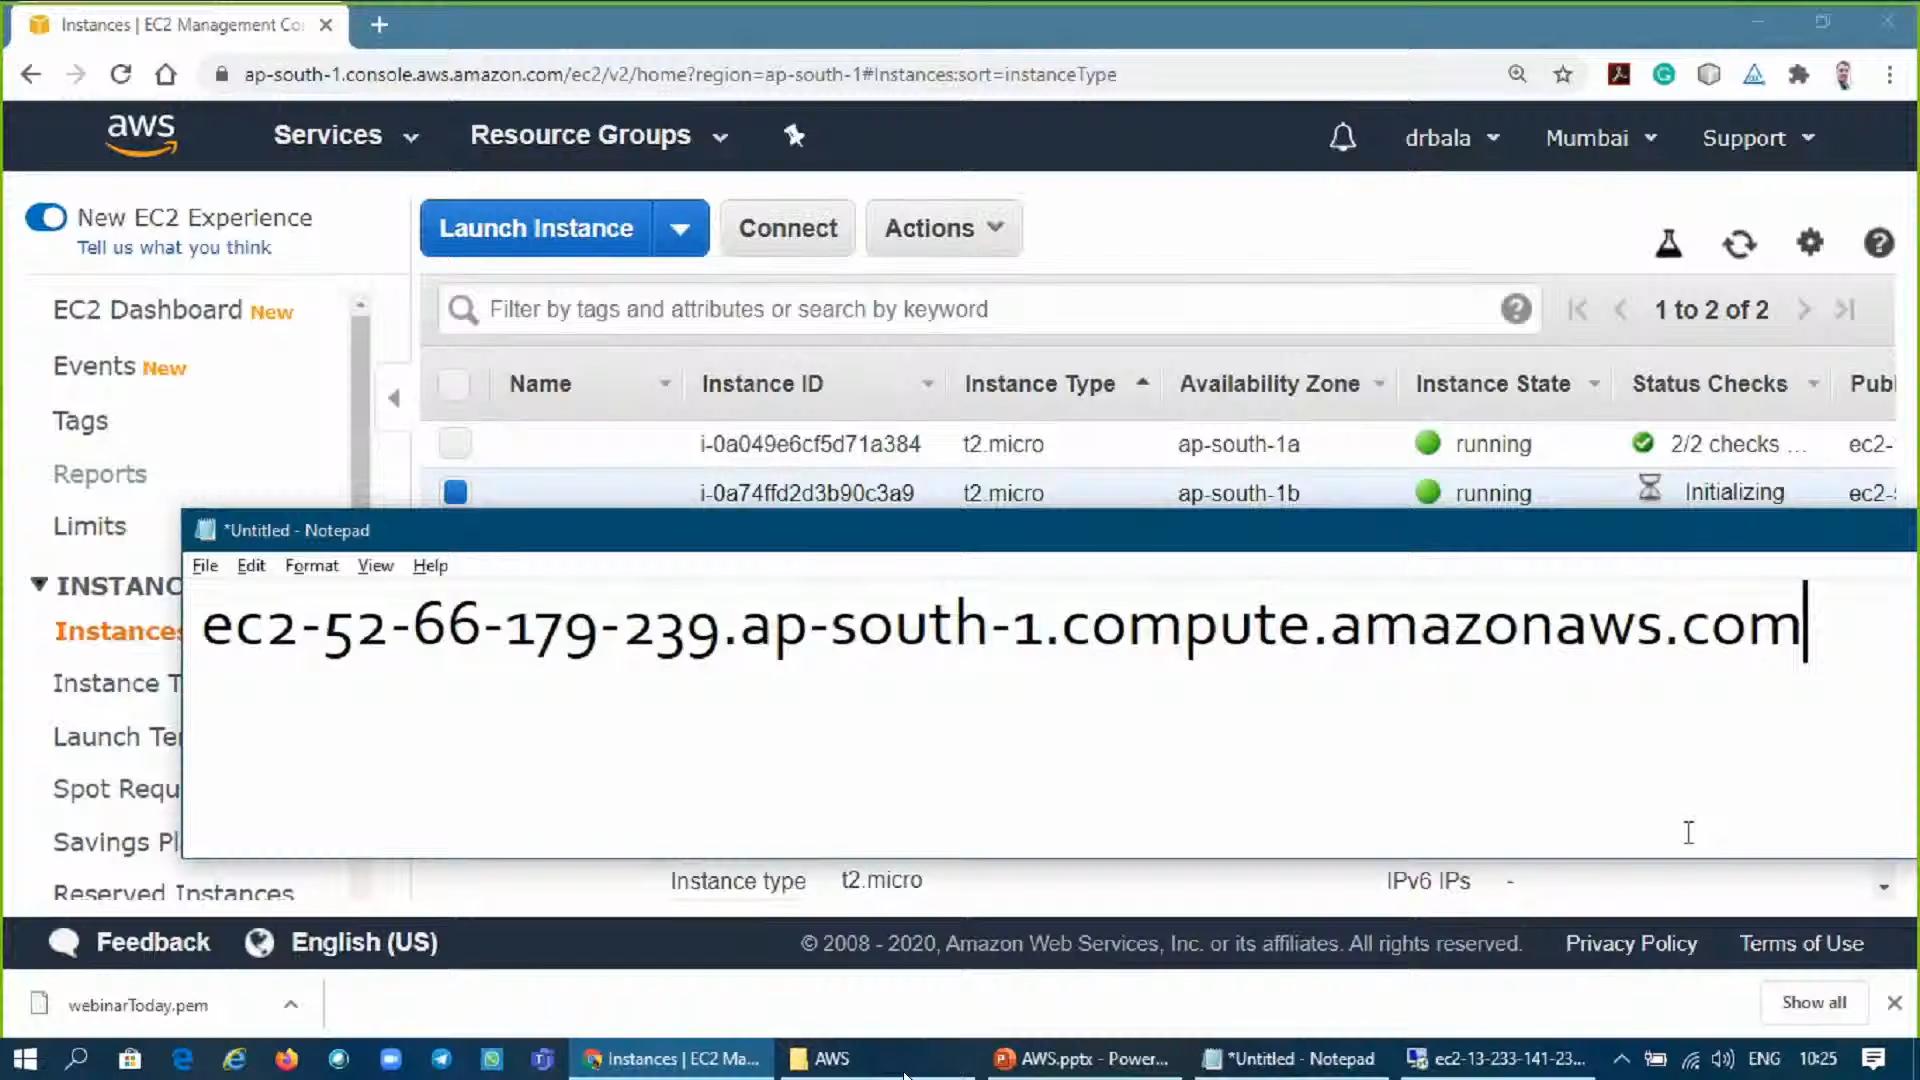 Instances | EC2 Management Co
ap-south-1.console.aws.amazon.com/ec2/v2/home?region=ap-south-1#Instances:sort=instanceType
aws
Services
Resource Groups
drbala
Mumbai
Support
New EC2 Experience
Tell us what you think
Launch Instance
Connect
Actions
EC2 Dashboard New
Events New
Tags
Reports
Limits
INSTANC
Instances
Instance T
Launch Te
Spot Requ
Savings Pl
Reserved Instances
Filter by tags and attributes or search by keyword
1 to 2 of 2
Name
Instance ID
Instance Type
Availability Zone
Instance State
Status Checks
Publ
i-0a049e6cf5d71a384 t2.micro ap-south-1a running 2/2 checks ... ec2-
i-0a74ffd2d3b90c3a9 t2.micro ap-south-1b running Initializing ec2-
*Untitled - Notepad
File Edit Format View Help
ec2-52-66-179-239.ap-south-1.compute.amazonaws.com
Instance type t2.micro IPv6 IPs -
Feedback
English (US)
© 2008 - 2020, Amazon Web Services, Inc. or its affiliates. All rights reserved.
Privacy Policy
Terms of Use
webinarToday.pem
Show all
Instances | EC2 Ma...
AWS
AWS.pptx - Power...
*Untitled - Notepad
ec2-13-233-141-23...
ENG
10:25